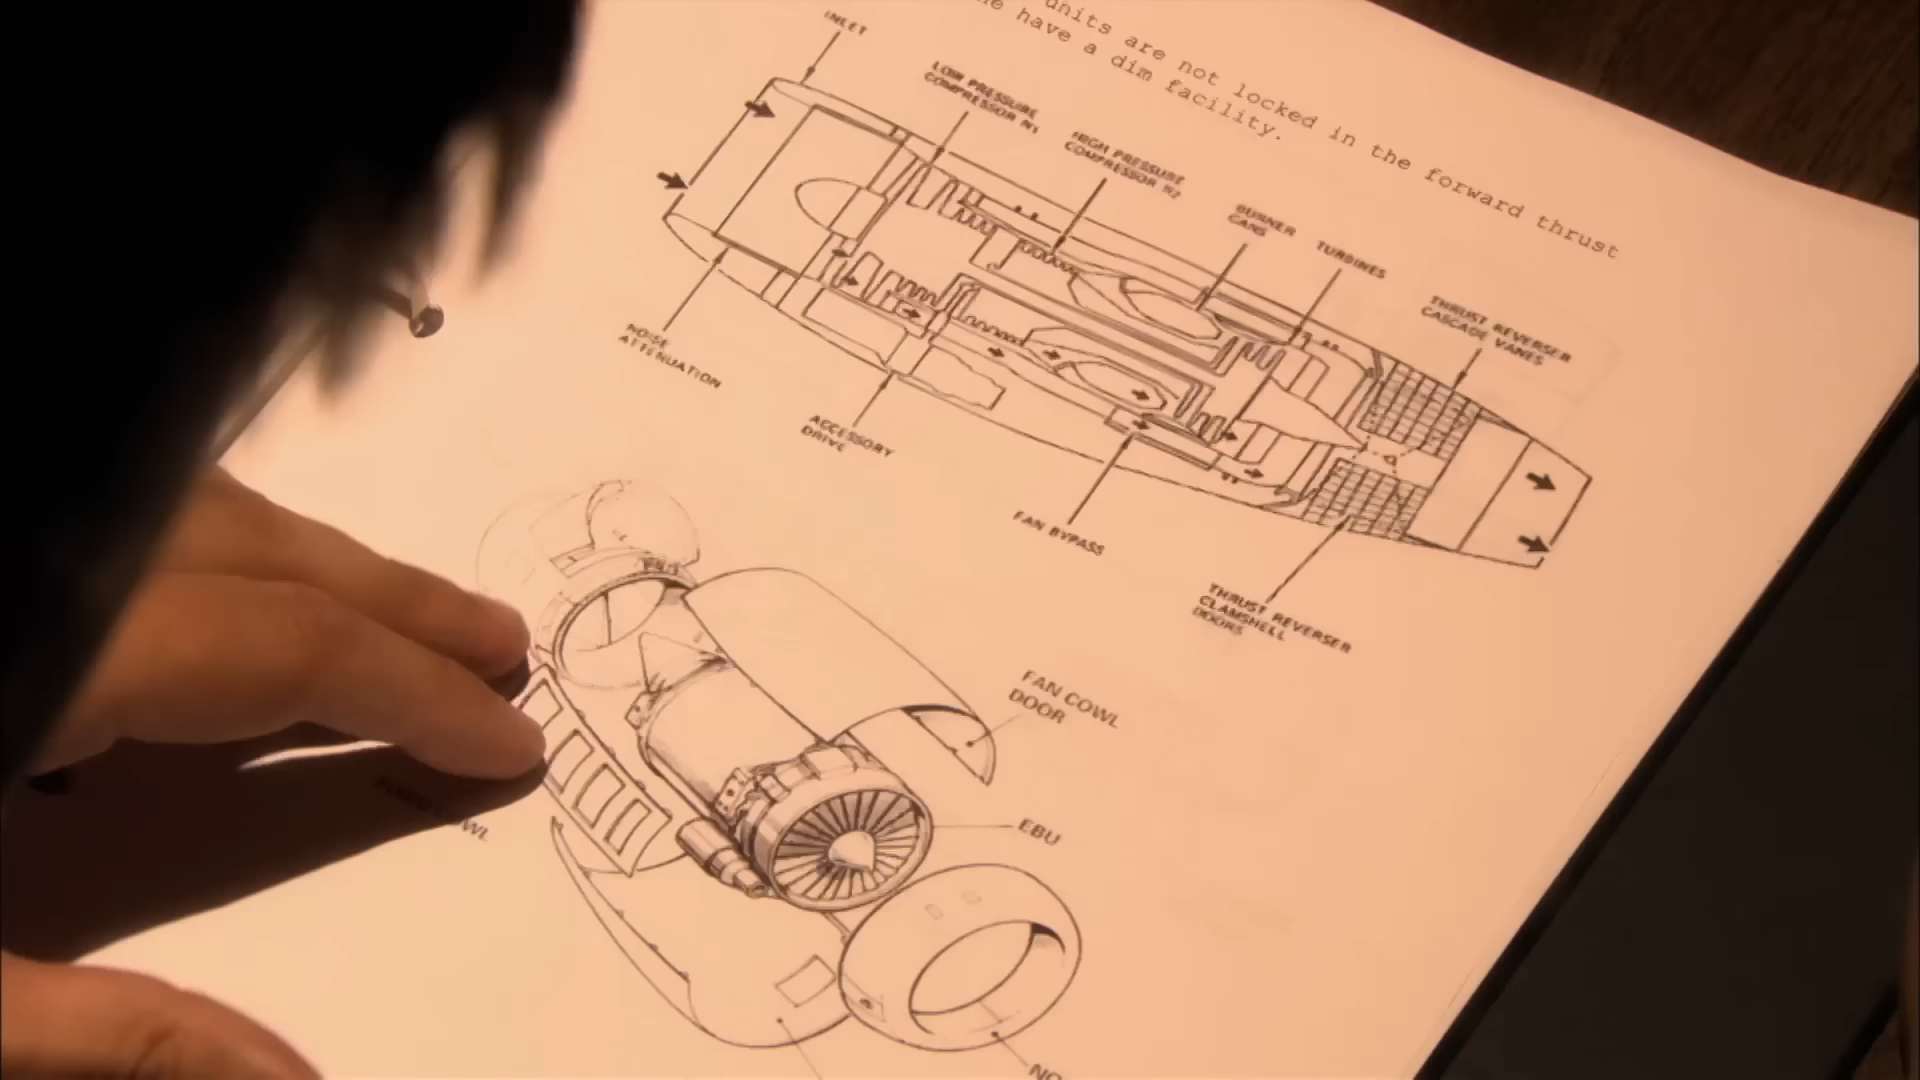 units are not locked in the forward thrust
have a dim facility.
INLET
LOW PRESSURE
COMPRESSOR N1
HIGH PRESSURE
COMPRESSOR N2
BURNER
CANS
TURBINES
THRUST REVERSER
CASCADE VANES
NOISE
ATTENUATION
ACCESSORY
DRIVE
FAN BYPASS
THRUST REVERSER
CLAMSHELL
DOORS
FAN COWL
DOOR
EBU